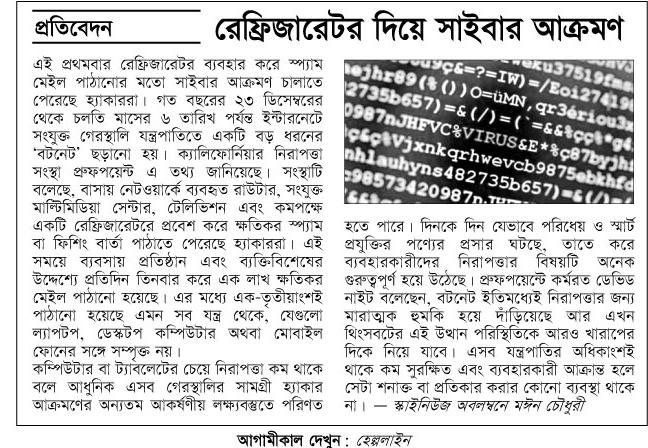 প্রতিবেদন
রেফ্রিজারেটর দিয়ে সাইবার আক্রমণ
এই প্রথমবার রেফ্রিজারেটর ব্যবহার করে স্প্যাম
মেইল পাঠানোর মতো সাইবার আক্রমণ চালাতে
পেরেছে হ্যাকাররা। গত বছরের ২৩ ডিসেম্বরের
থেকে চলতি মাসের ৬ তারিখ পর্যন্ত ইন্টারনেটে
সংযুক্ত গেরস্থালি যন্ত্রপাতিতে একটি বড় ধরনের
‘বটনেট’ ছড়ানো হয়। ক্যালিফোর্নিয়ার নিরাপত্তা
সংস্থা প্রুফপয়েন্ট এ তথ্য জানিয়েছে। সংস্থাটি
বলেছে, বাসায় নেটওয়ার্কে ব্যবহৃত রাউটার, সংযুক্ত
মাল্টিমিডিয়া সেন্টার, টেলিভিশন এবং কমপক্ষে
একটি রেফ্রিজারেটরে প্রবেশ করে ক্ষতিকর স্প্যাম
বা ফিশিং বার্তা পাঠাতে পেরেছে হ্যাকাররা। এই
সময়ে ব্যবসায় প্রতিষ্ঠান এবং ব্যক্তিবিশেষের
উদ্দেশ্যে প্রতিদিন তিনবার করে এক লাখ ক্ষতিকর
মেইল পাঠানো হয়েছে। এর মধ্যে এক-তৃতীয়াংশই
পাঠানো হয়েছে এমন সব যন্ত্র থেকে, যেগুলো
ল্যাপটপ, ডেস্কটপ কম্পিউটার অথবা মোবাইল
ফোনের সঙ্গে সম্পৃক্ত নয়।
কম্পিউটার বা ট্যাবলেটের চেয়ে নিরাপত্তা কম থাকে
বলে আধুনিক এসব গেরস্থালির সামগ্রী হ্যাকার
আক্রমণের অন্যতম আকর্ষণীয় লক্ষ্যবস্তুতে পরিণত
VIRUS
হতে পারে। দিনকে দিন যেভাবে পরিধেয় ও স্মার্ট
প্রযুক্তির পণ্যের প্রসার ঘটছে, তাতে করে
ব্যবহারকারীদের নিরাপত্তার বিষয়টি অনেক
গুরুত্বপূর্ণ হয়ে উঠেছে। প্রুফপয়েন্টে কর্মরত ডেভিড
নাইট বলেছেন, বটনেট ইতিমধ্যেই নিরাপত্তার জন্য
মারাত্মক হুমকি হয়ে দাঁড়িয়েছে আর এখন
থিংসবটের এই উত্থান পরিস্থিতিকে আরও খারাপের
দিকে নিয়ে যাবে। এসব যন্ত্রপাতির অধিকাংশই
থাকে কম সুরক্ষিত এবং ব্যবহারকারী আক্রান্ত হলে
সেটা শনাক্ত বা প্রতিকার করার কোনো ব্যবস্থা থাকে
না। — স্কাইনিউজ অবলম্বনে মঈন চৌধুরী
আগামীকাল দেখুন : হেল্পলাইন